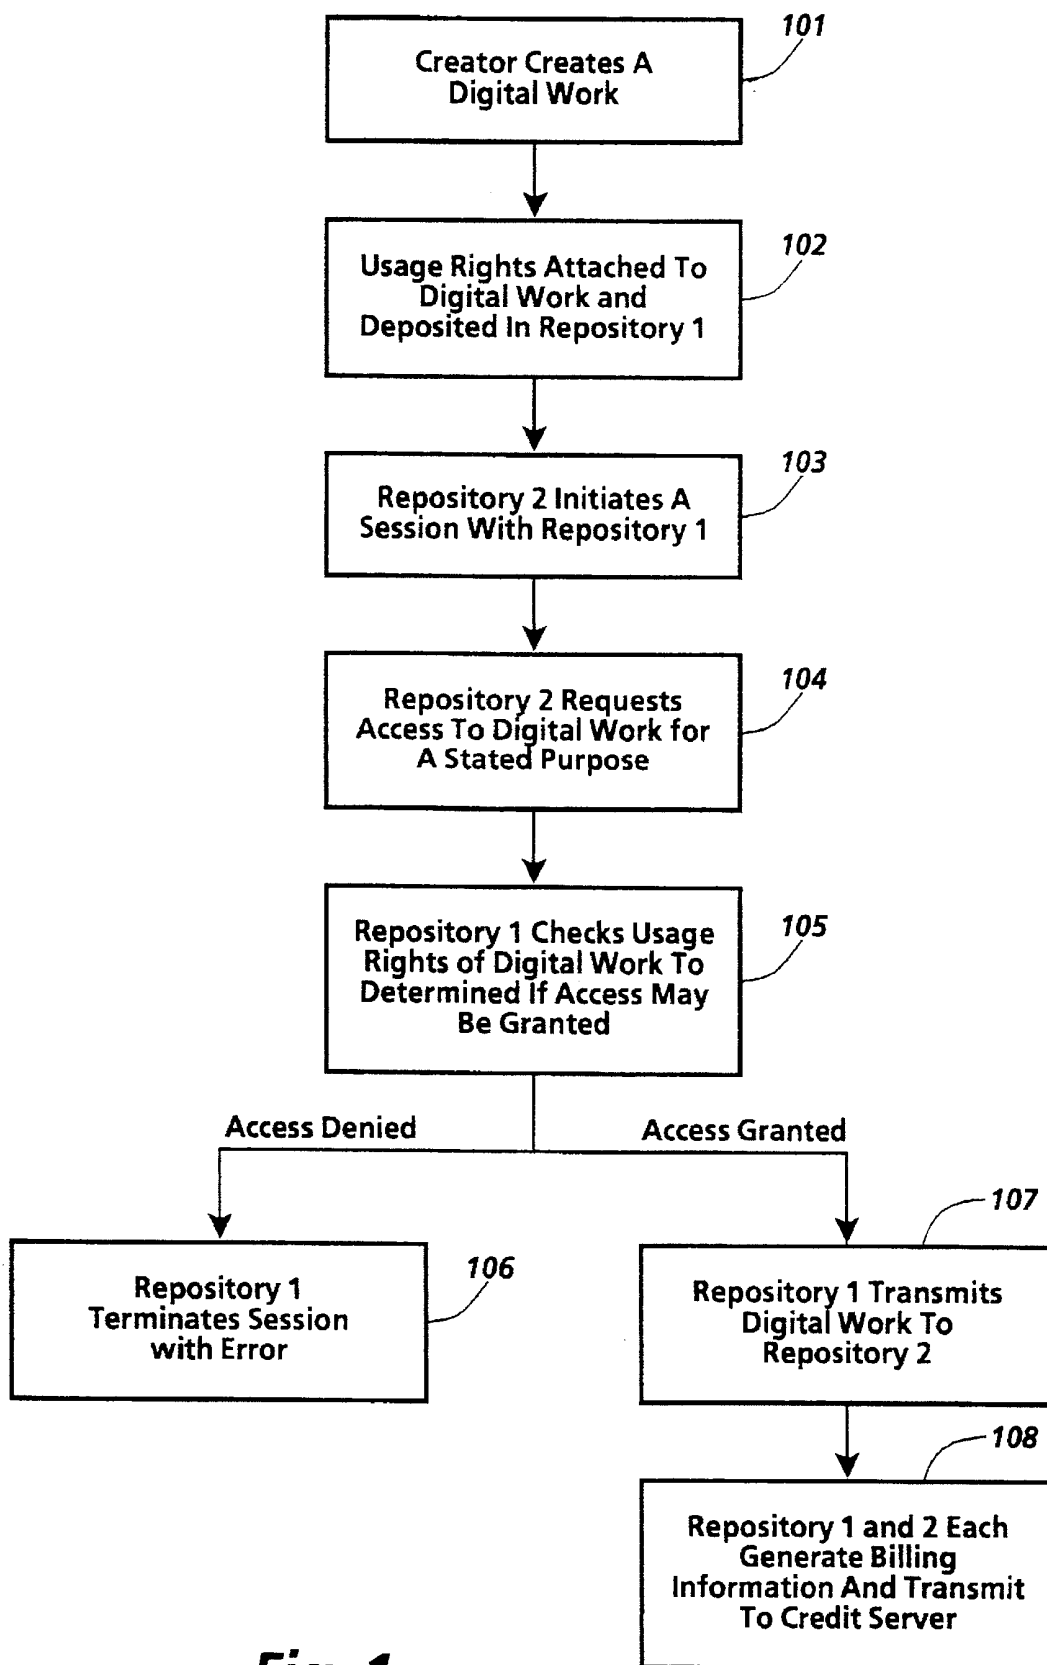 101
Creator Creates A
Digital Work
102
Usage Rights Attached To
Digital Work and
Deposited In Repository 1
103
Repository 2 Initiates A
Session With Repository 1
104
Repository 2 Requests
Access To Digital Work for
A Stated Purpose
105
Repository 1 Checks Usage
Rights of Digital Work To
Determined If Access May
Be Granted
Access Denied
Access Granted
106
Repository 1
Terminates Session
with Error
107
Repository 1 Transmits
Digital Work To
Repository 2
108
Repository 1 and 2 Each
Generate Billing
Information And Transmit
To Credit Server
Fig. 1